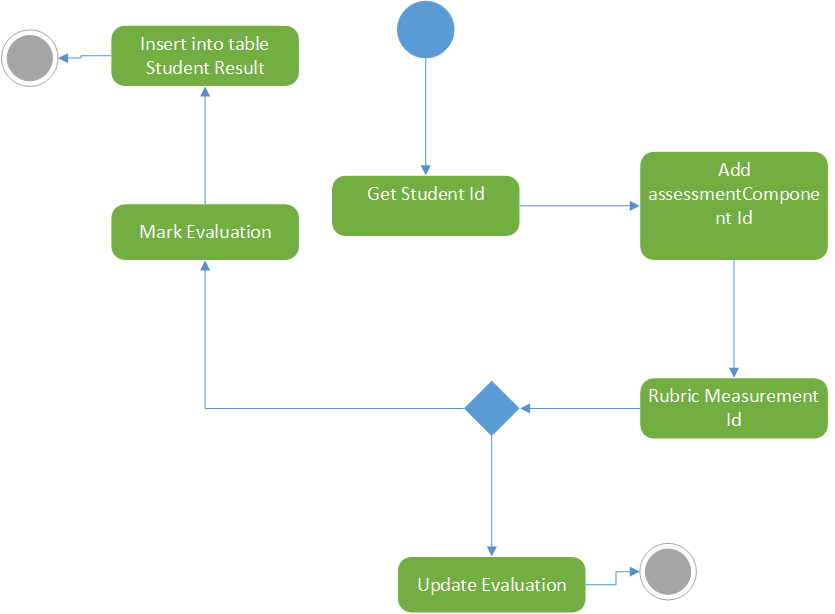 Insert into table
Student Result
Get Student Id
Add
assessmentCompone
nt Id
Mark Evaluation
Rubric Measurement
Id
Update Evaluation